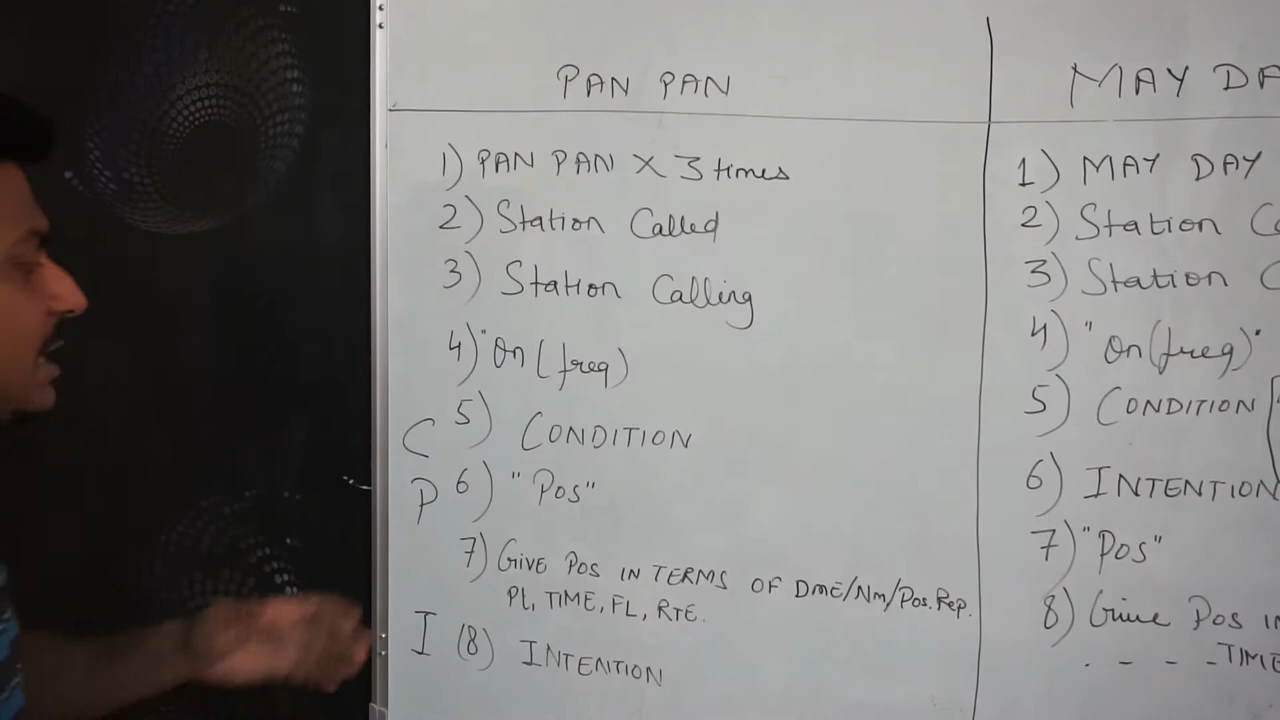 PAN PAN
1) PAN PAN X 3 times
2) Station Called
3) Station Calling
4) "On (freq)
C 5) CONDITION
P 6) "Pos"
7) GIVE POS IN TERMS OF DME/Nm/Pos. Rep.
Pl, TIME, FL, RTE.
I (8) INTENTION
MAY DA
1) MAY DAY
2) Station C
3) Station C
4) "On (freq)"
5) CONDITION
6) INTENTION
7) "Pos"
8) Give Pos in
. - - - TIME